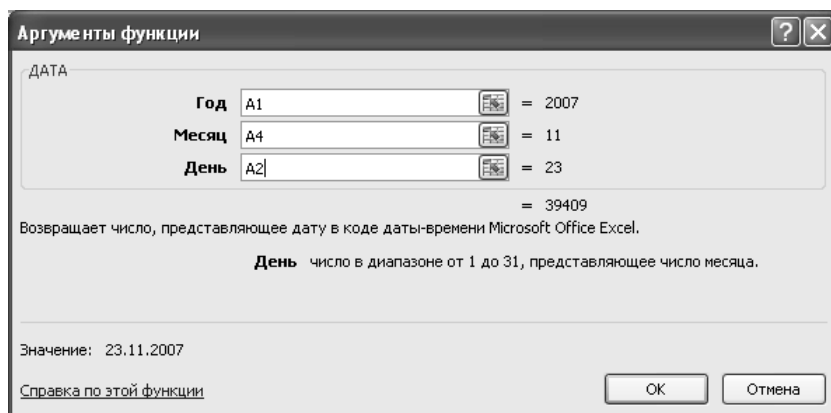 Аргументы функции
ДАТА
Год A1 = 2007
Месяц A4 = 11
День A2 = 23
= 39409
Возвращает число, представляющее дату в коде даты-времени Microsoft Office Excel.
День число в диапазоне от 1 до 31, представляющее число месяца.
Значение: 23.11.2007
Справка по этой функции ОК Отмена